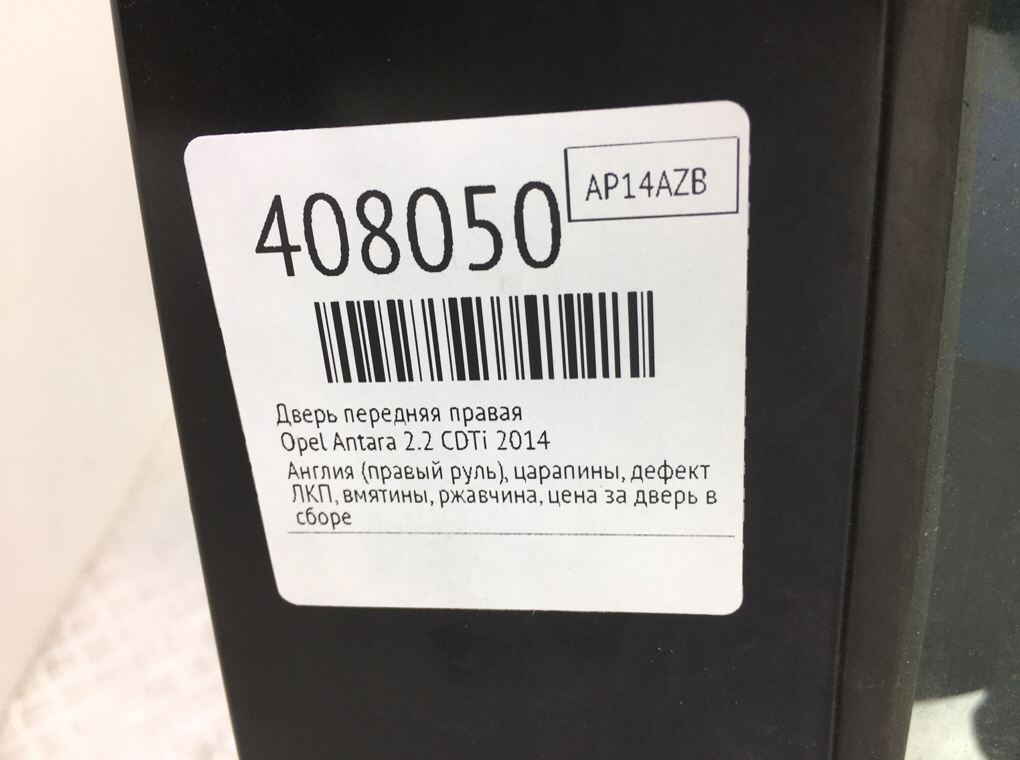 AP14AZB
408050
Дверь передняя правая
Opel Antara 2.2 CDTi 2014
Англия (правый руль), царапины, дефект
ЛКП, вмятины, ржавчина, цена за дверь в
сборе